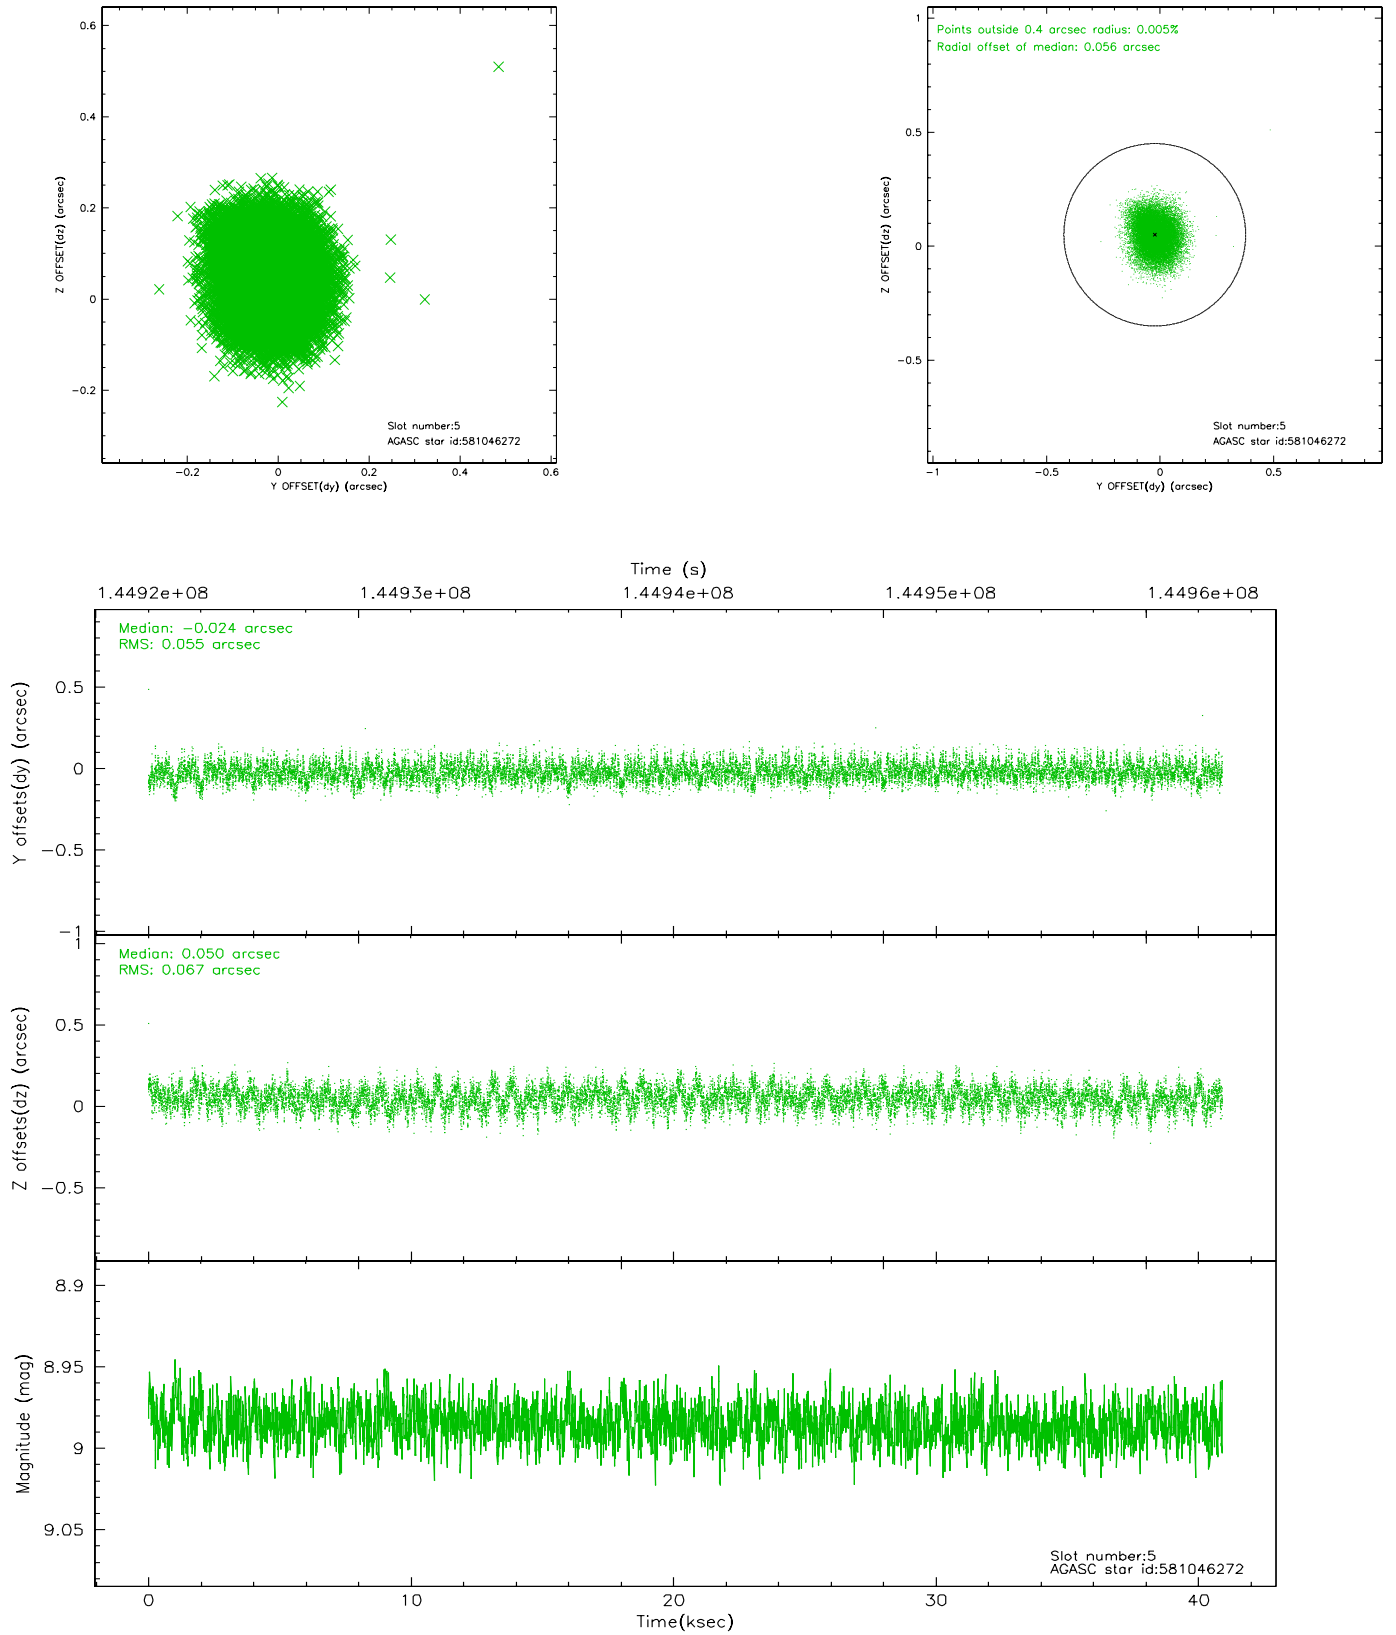 0.6
0.4
0.2
0
−0.2
Z OFFSET(dz) (arcsec)
Slot number:5
AGASC star id:581046272
−0.2 0 0.2 0.4 0.6
Y OFFSET(dy) (arcsec)
Points outside 0.4 arcsec radius: 0.005%
Radial offset of median: 0.056 arcsec
1
0.5
0
−0.5
Z OFFSET(dz) (arcsec)
Slot number:5
AGASC star id:581046272
−1 −0.5 0 0.5
Y OFFSET(dy) (arcsec)
Time (s)
1.4492e+08 1.4493e+08 1.4494e+08 1.4495e+08 1.4496e+08
Median: −0.024 arcsec
RMS: 0.055 arcsec
0.5
0
−0.5
−1
Y offsets(dy) (arcsec)
Median: 0.050 arcsec
RMS: 0.067 arcsec
1
0.5
0
−0.5
Z offsets(dz) (arcsec)
8.9
8.95
9
9.05
Magnitude (mag)
Slot number:5
AGASC star id:581046272
0 10 20 30 40
Time(ksec)